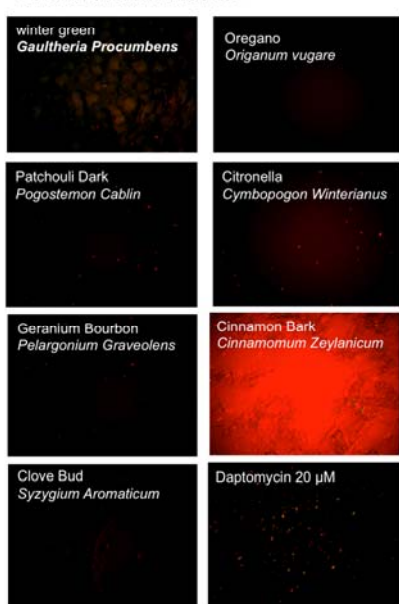 winter green
Gaultheria Procumbens
Oregano
Origanum vugare
Patchouli Dark
Pogostemon Cablin
Citronella
Cymbopogon Winterianus
Geranium Bourbon
Pelargonium Graveolens
Cinnamon Bark
Cinnamomum Zeylanicum
Clove Bud
Syzygium Aromaticum
Daptomycin 20 µM